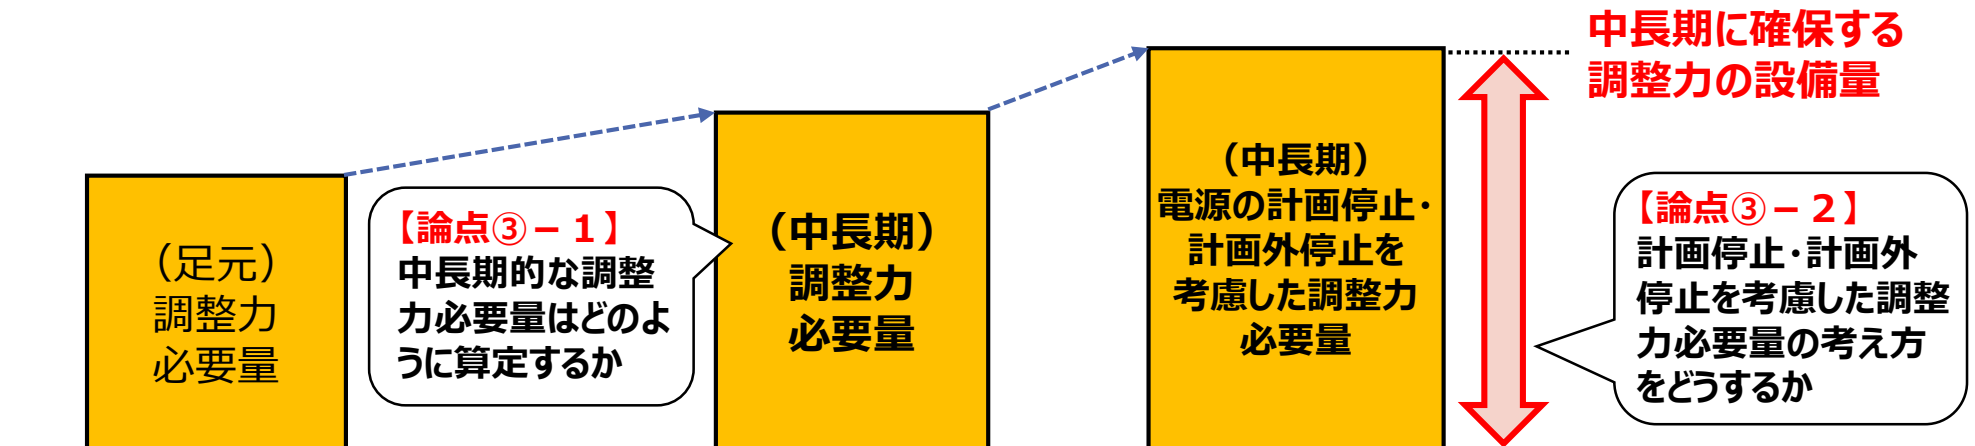 中長期に確保する
調整力の設備量
（足元）
調整力
必要量
【論点③－１】
中長期的な調整
力必要量はどのよ
うに算定するか
（中長期）
調整力
必要量
（中長期）
電源の計画停止・
計画外停止を
考慮した調整力
必要量
【論点③－２】
計画停止・計画外
停止を考慮した調整
力必要量の考え方
をどうするか